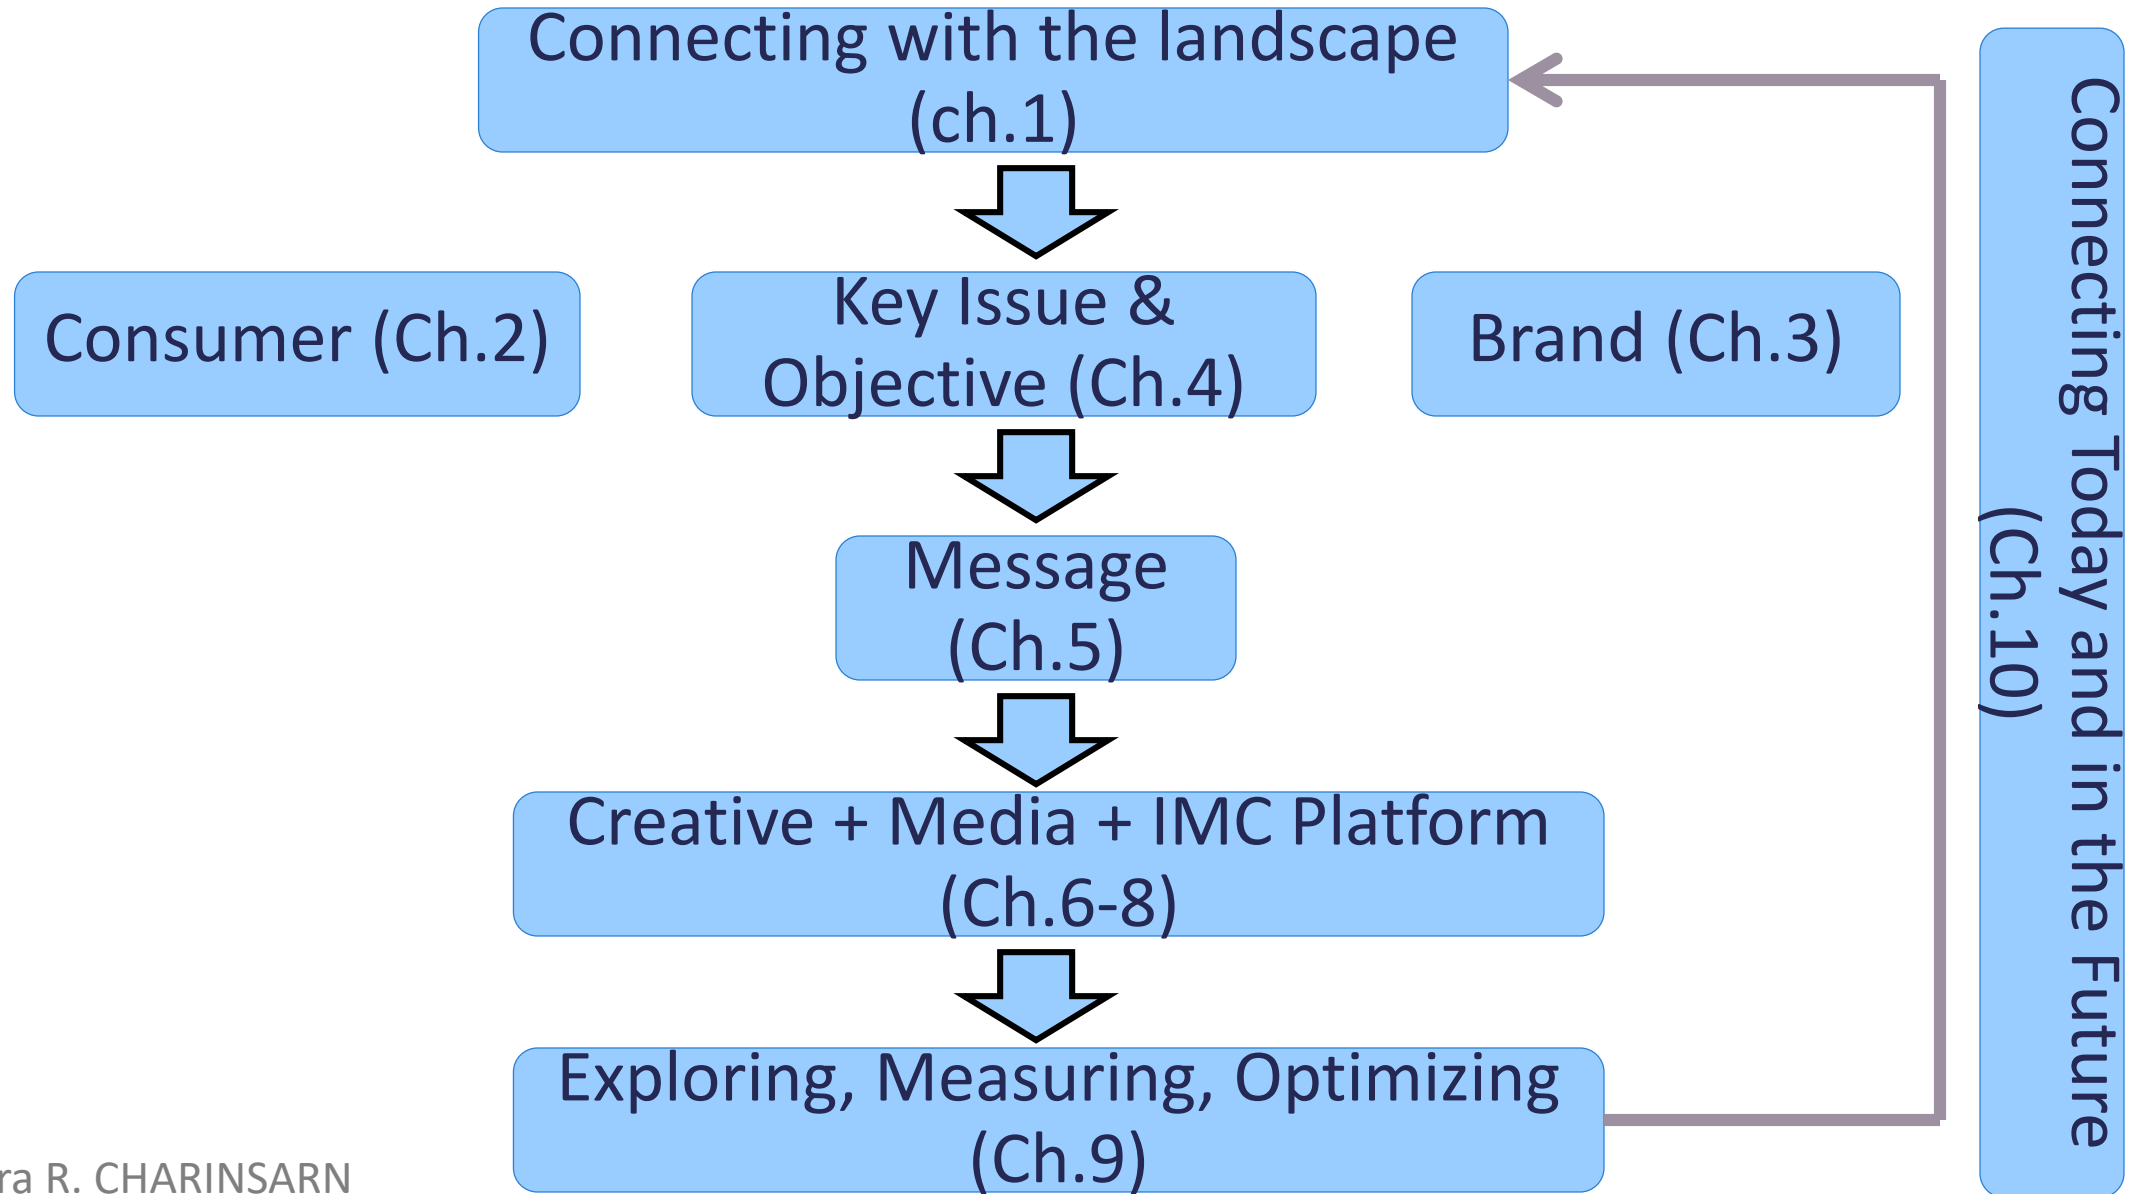 Connecting with the landscape
(ch.1)
Consumer (Ch.2)
Key Issue &
Objective (Ch.4)
Brand (Ch.3)
Message
(Ch.5)
Creative + Media + IMC Platform
(Ch.6-8)
Exploring, Measuring, Optimizing
(Ch.9)
Connecting Today and in the Future
(Ch.10)
R. CHARINSARN